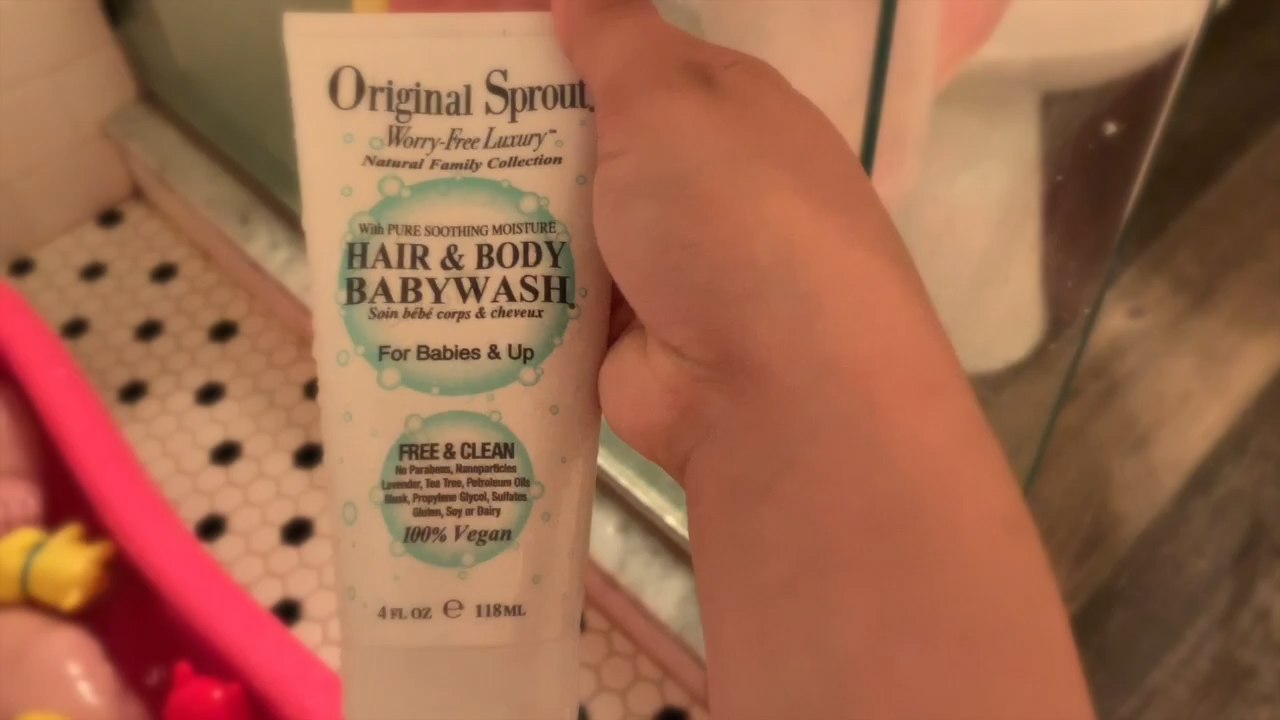 Original Sprout
Worry-Free Luxury™
Natural Family Collection
With PURE SOOTHING MOISTURE
HAIR & BODY
BABYWASH
Soin bébé corps & cheveux
For Babies & Up
FREE & CLEAN
No Parabens, Nanoparticles
Lavender, Tee Tree, Petroleum Oils
Musk, Propylene Glycol, Sulfates
Gluten, Soy or Dairy
100% Vegan
4 FL OZ ℮ 118ML